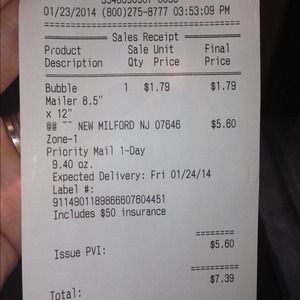 01/23/2014 (800)275-8777 03:53:09 PM
Sales Receipt
Product Sale Unit Final
Description Qty Price Price
Bubble 1 $1.79 $1.79
Mailer 8.5"
x 12"
@@ ~~ NEW MILFORD NJ 07646 $5.60
Zone-1
Priority Mail 1-Day
9.40 oz.
Expected Delivery: Fri 01/24/14
Label #:
9114901189866607604451
Includes $50 insurance
========
Issue PVI: $5.60
========
Total: $7.39